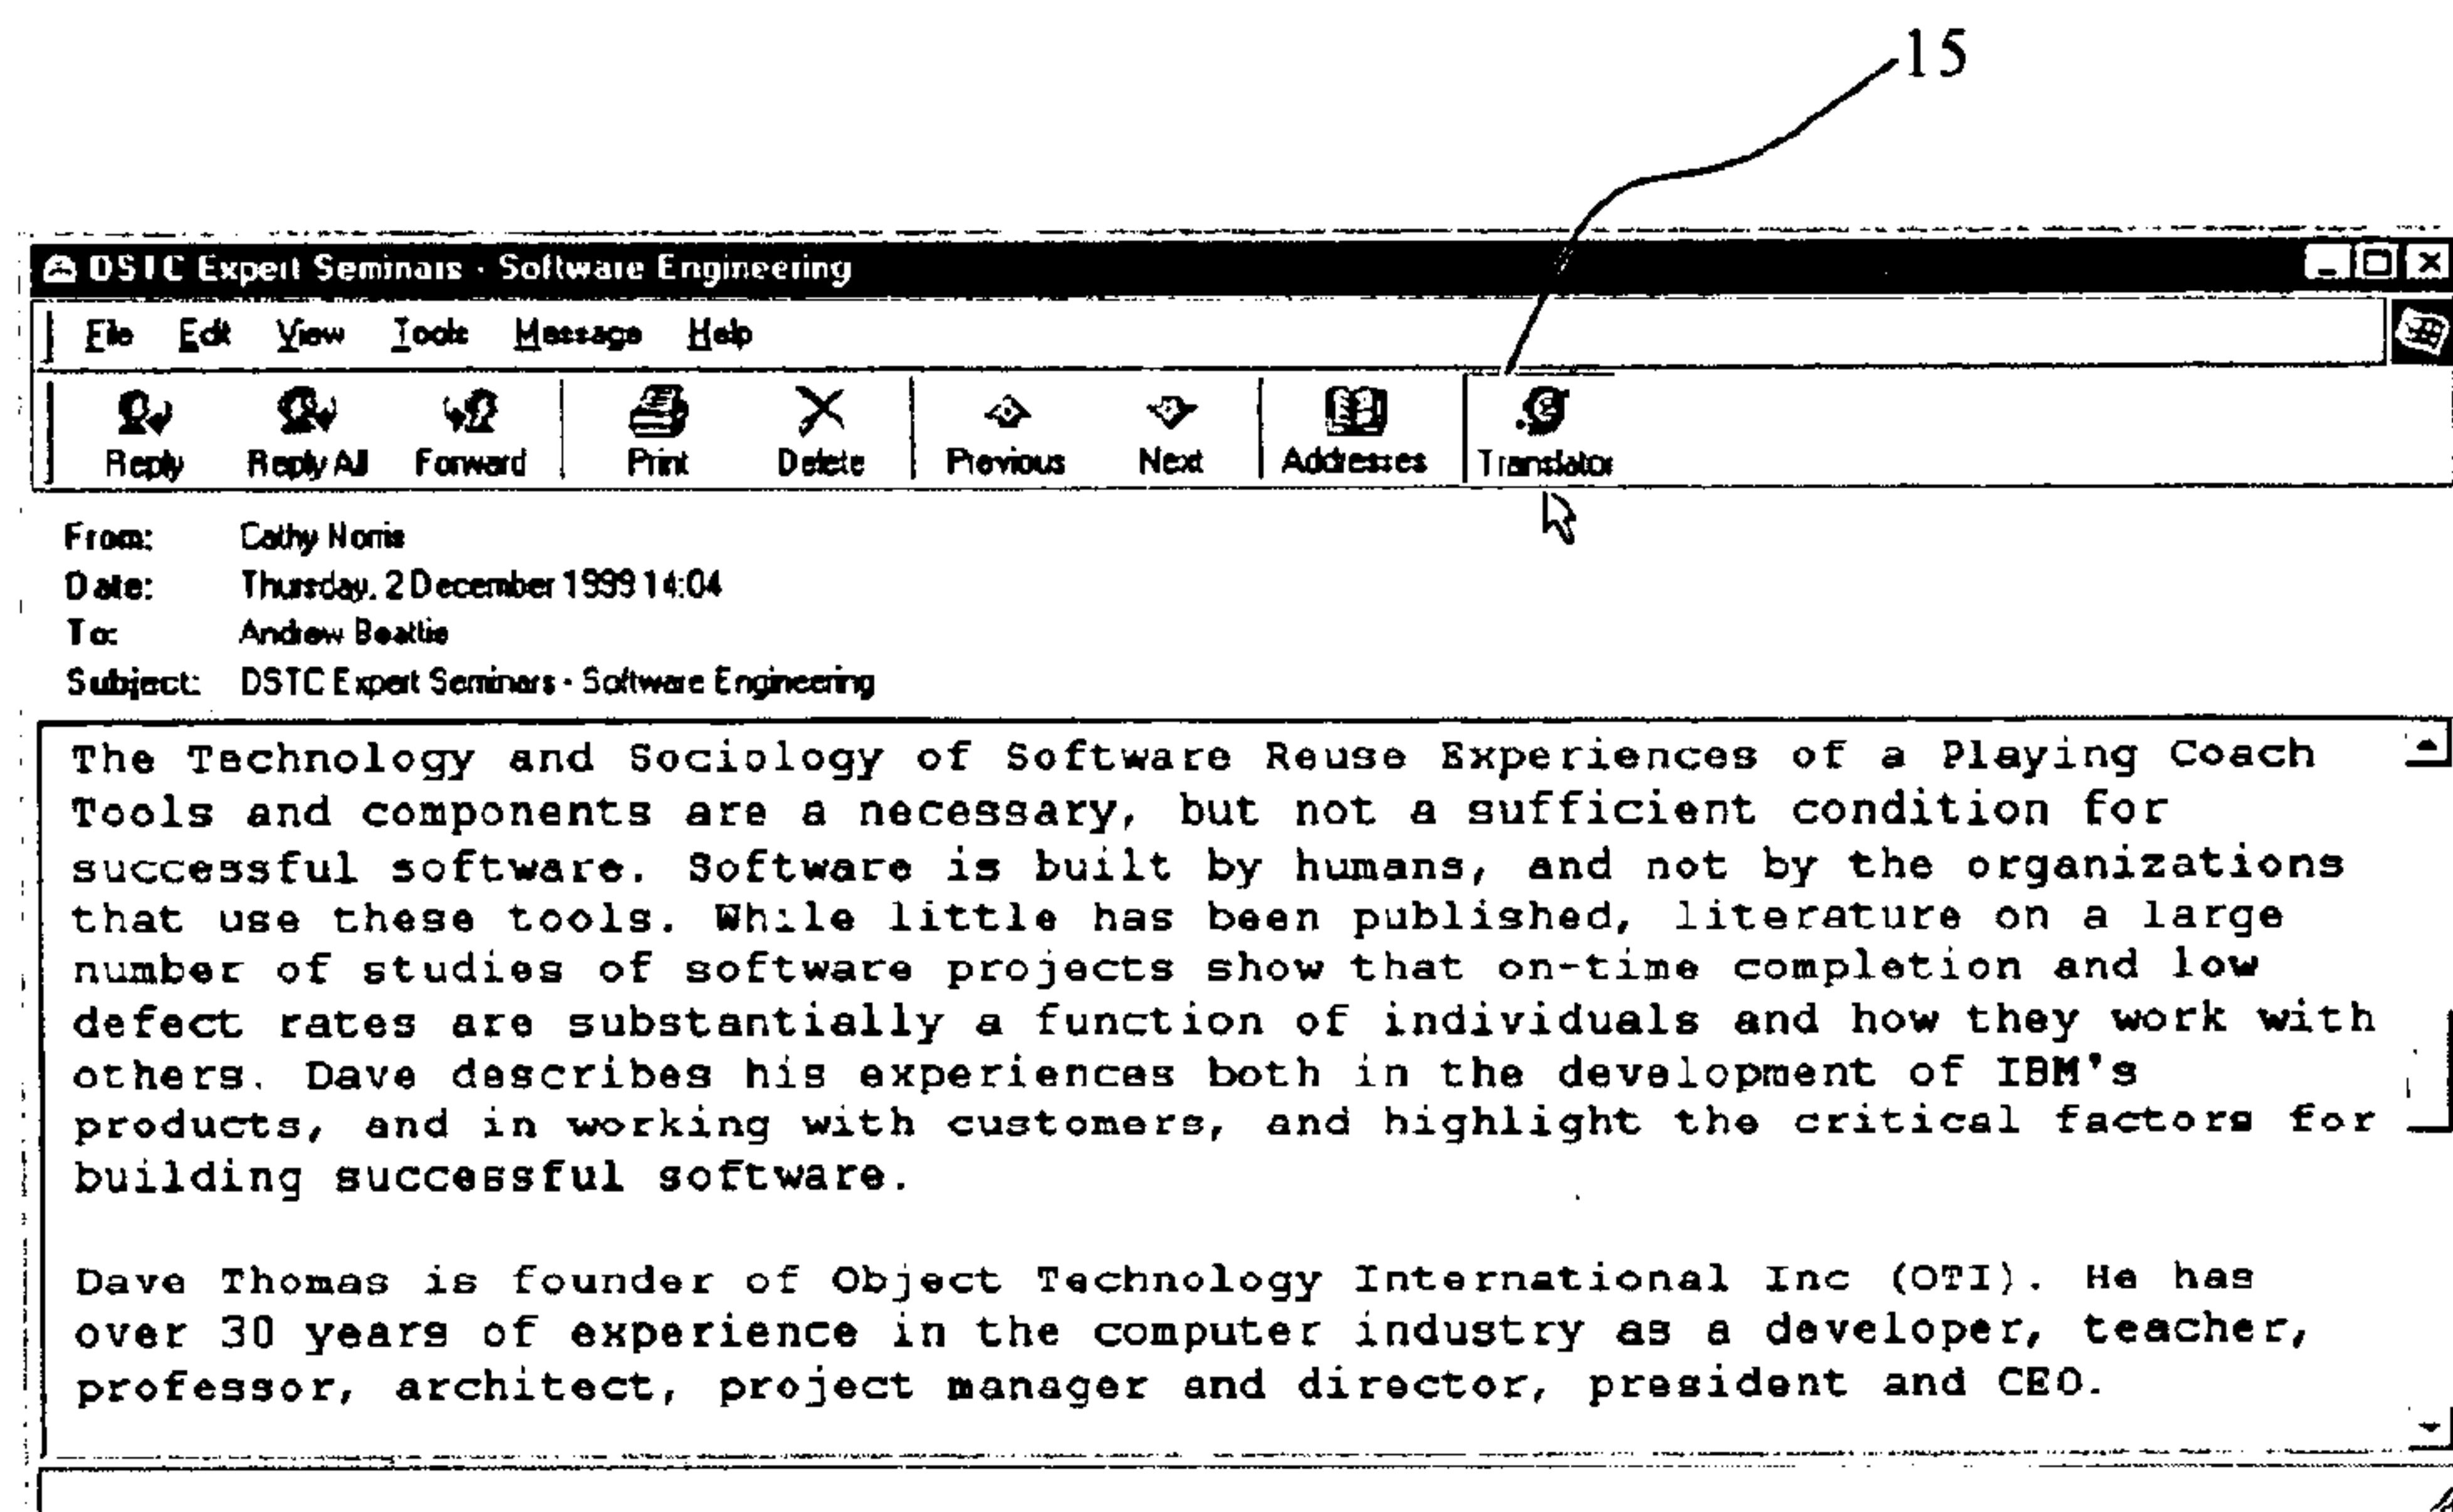 15
DSTC Expert Seminars - Software Engineering
File Edit View Tools Message Help
Reply Reply All Forward Print Delete Previous Next Addresses Translator
From: Cathy Norris
Date: Thursday, 2 December 1999 14:04
To: Andrew Beattie
Subject: DSTC Expert Seminars - Software Engineering
The Technology and Sociology of Software Reuse Experiences of a Playing Coach
Tools and components are a necessary, but not a sufficient condition for
successful software. Software is built by humans, and not by the organizations
that use these tools. While little has been published, literature on a large
number of studies of software projects show that on-time completion and low
defect rates are substantially a function of individuals and how they work with
others. Dave describes his experiences both in the development of IBM's
products, and in working with customers, and highlight the critical factors for
building successful software.
Dave Thomas is founder of Object Technology International Inc (OTI). He has
over 30 years of experience in the computer industry as a developer, teacher,
professor, architect, project manager and director, president and CEO.